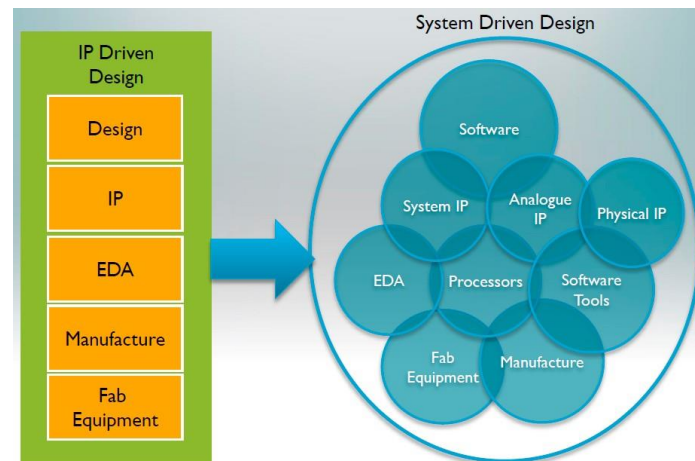 IP Driven
Design
Design
IP
EDA
Manufacture
Fab
Equipment
System Driven Design
Software
System IP
Analogue
IP
Physical IP
EDA
Processors
Software
Tools
Fab
Equipment
Manufacture